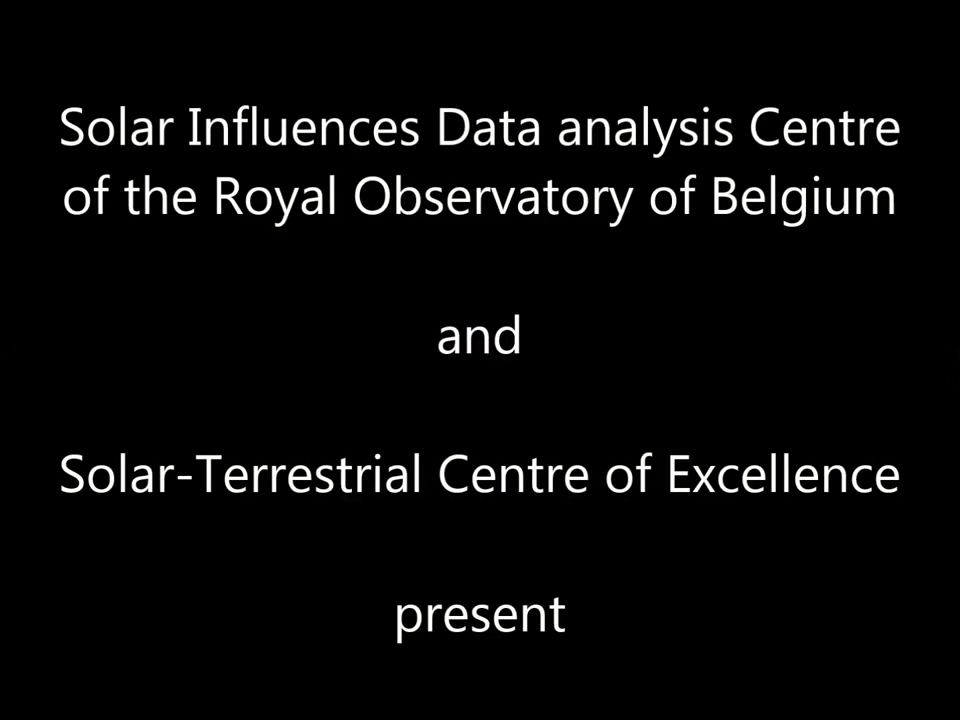 Solar Influences Data analysis Centre
of the Royal Observatory of Belgium
and
Solar-Terrestrial Centre of Excellence
present